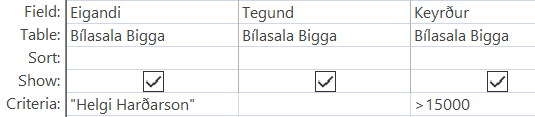 Field: Eigandi Tegund Keyrður
Table: Bílasala Bigga Bílasala Bigga Bílasala Bigga
Sort:
Show:
Criteria: "Helgi Harðarson" >15000